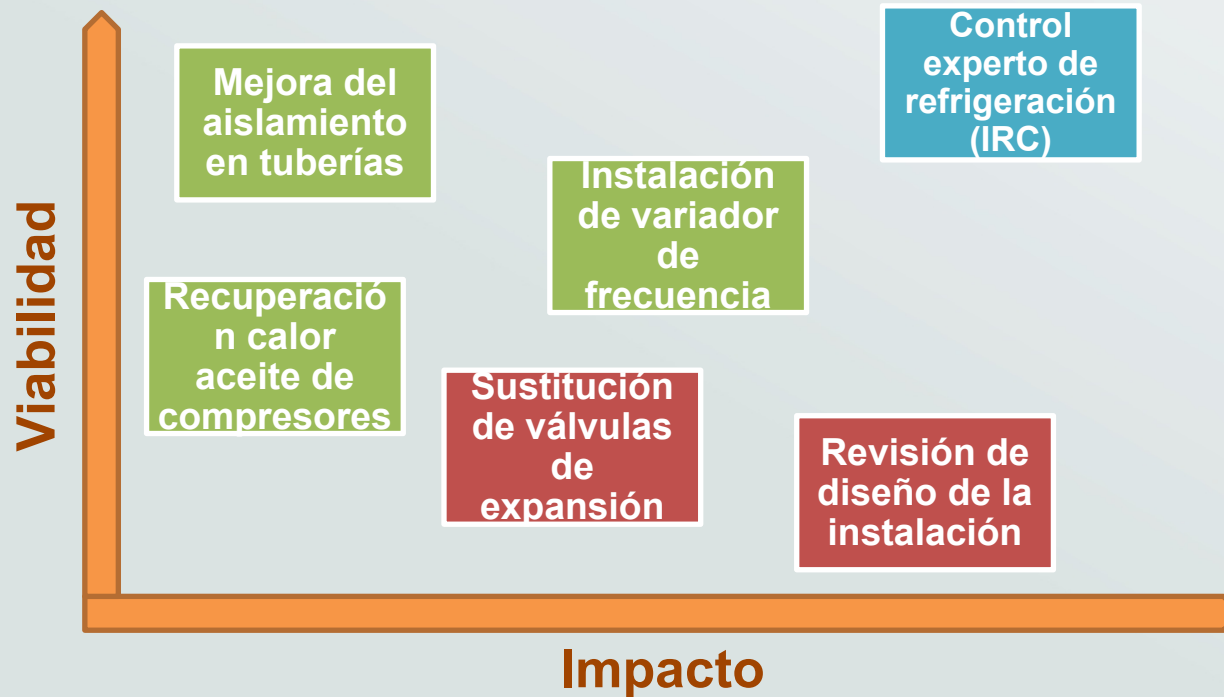 Viabilidad
Control
experto de
refrigeración
(IRC)
Mejora del
aislamiento
en tuberías
Instalación
de variador
de
frecuencia
Recuperació
n calor
aceite de
compresores
Sustitución
de válvulas
de
expansión
Revisión de
diseño de la
instalación
Impacto